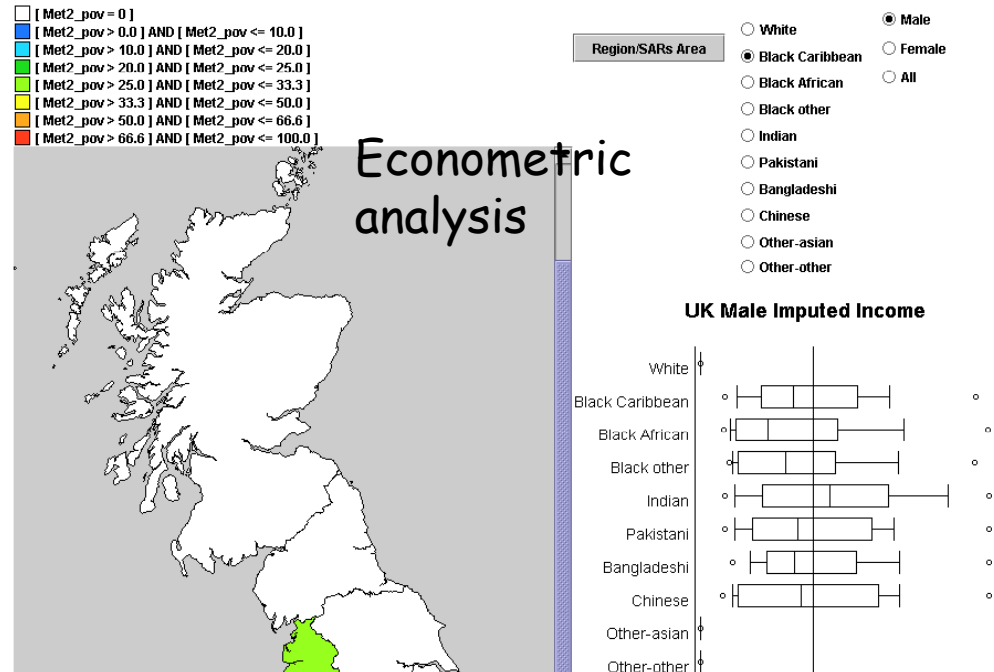 [ Met2_pov = 0 ]
[ Met2_pov > 0.0 ] AND [ Met2_pov <= 10.0 ]
[ Met2_pov > 10.0 ] AND [ Met2_pov <= 20.0 ]
[ Met2_pov > 20.0 ] AND [ Met2_pov <= 25.0 ]
[ Met2_pov > 25.0 ] AND [ Met2_pov <= 33.3 ]
[ Met2_pov > 33.3 ] AND [ Met2_pov <= 50.0 ]
[ Met2_pov > 50.0 ] AND [ Met2_pov <= 66.6 ]
[ Met2_pov > 66.6 ] AND [ Met2_pov <= 100.0 ]
Econometric
analysis
Region/SARs Area
White
Black Caribbean
Black African
Black other
Indian
Pakistani
Bangladeshi
Chinese
Other-asian
Other-other
Male
Female
All
UK Male Imputed Income
White
Black Caribbean
Black African
Black other
Indian
Pakistani
Bangladeshi
Chinese
Other-asian
Other-other